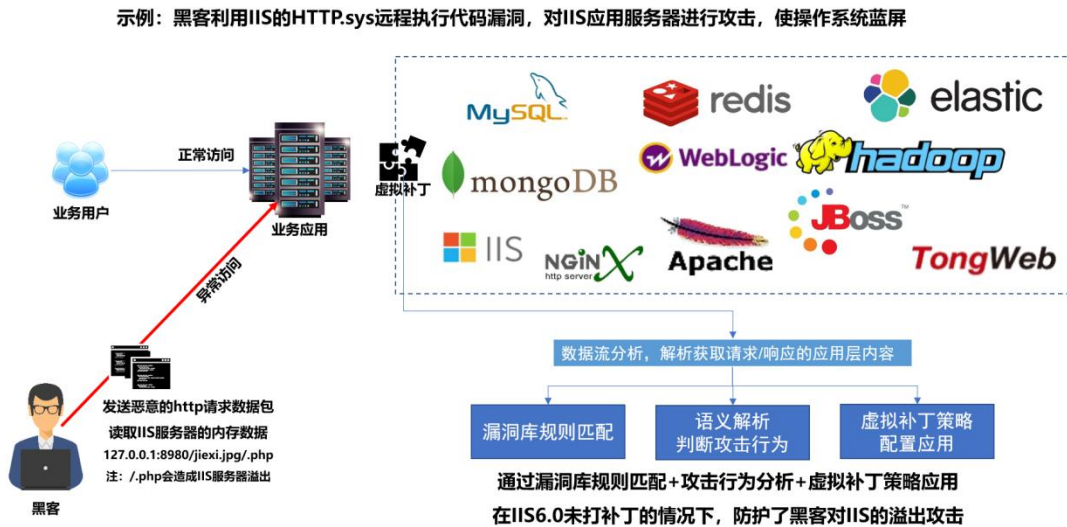 示例：黑客利用IIS的HTTP.sys远程执行代码漏洞，对IIS应用服务器进行攻击，使操作系统蓝屏
MySQL
redis
elastic
正常访问
虚拟补丁
WebLogic
hadoop
mongoDB
业务用户
业务应用
JBoss™
IIS
NGiNX
http server
Apache
TongWeb
异常访问
数据流分析，解析获取请求/响应的应用层内容
发送恶意的http请求数据包
读取IIS服务器的内存数据
127.0.0.1:8980/jiexi.jpg/.php
注：/.php会造成IIS服务器溢出
黑客
漏洞库规则匹配
语义解析
判断攻击行为
虚拟补丁策略
配置应用
通过漏洞库规则匹配+攻击行为分析+虚拟补丁策略应用
在IIS6.0未打补丁的情况下，防护了黑客对IIS的溢出攻击